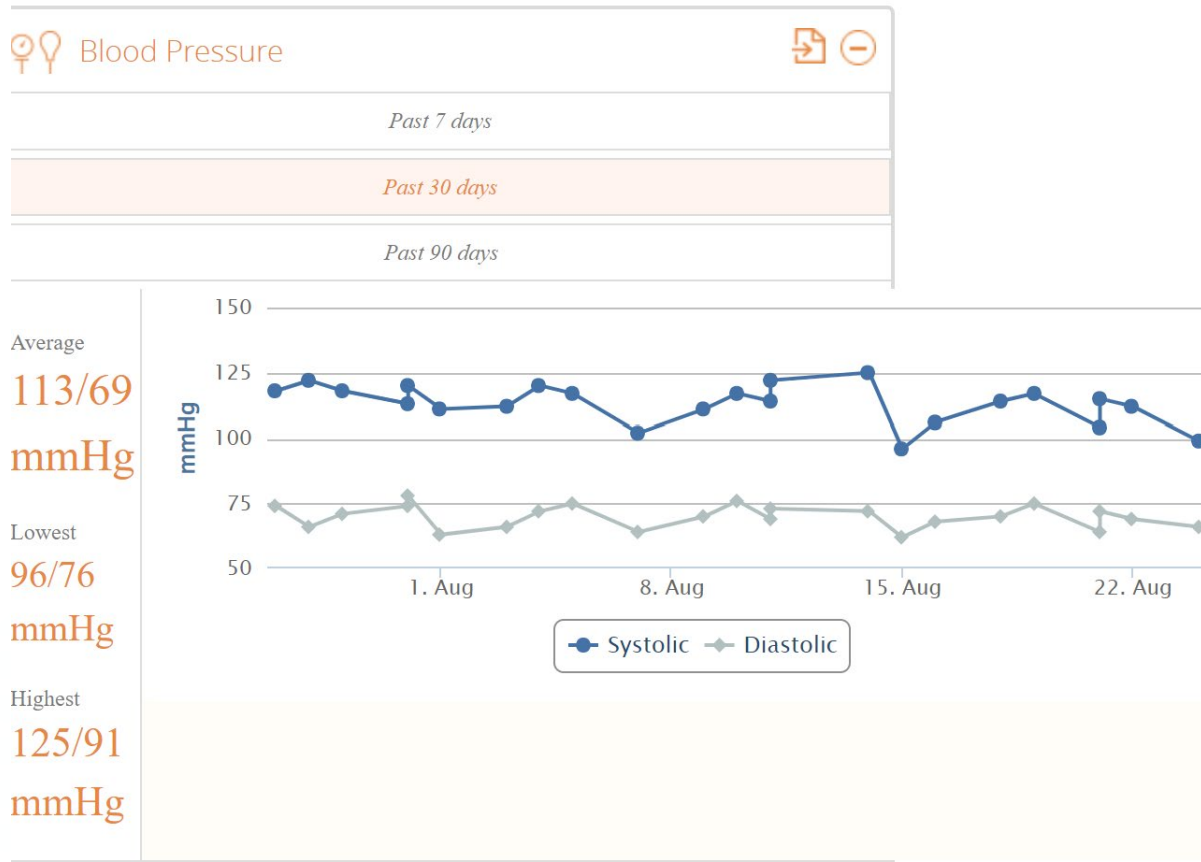 Blood Pressure
Past 7 days
Past 30 days
Past 90 days
Average
113/69
mmHg
Lowest
96/76
mmHg
Highest
125/91
mmHg
mmHg
150
125
100
75
50
1. Aug 8. Aug 15. Aug 22. Aug
Systolic Diastolic